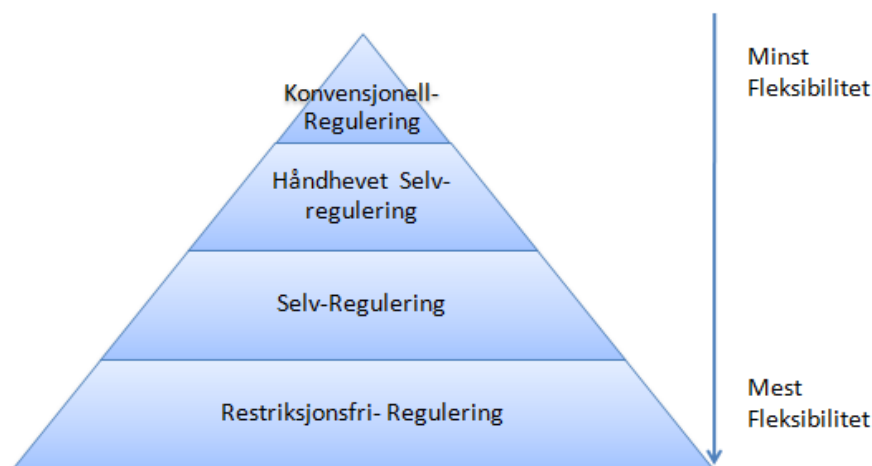 Konvensjonell-
Regulering
Håndhevet Selv-
regulering
Selv-Regulering
Restriksjonsfri- Regulering
Minst
Fleksibilitet
Mest
Fleksibilitet